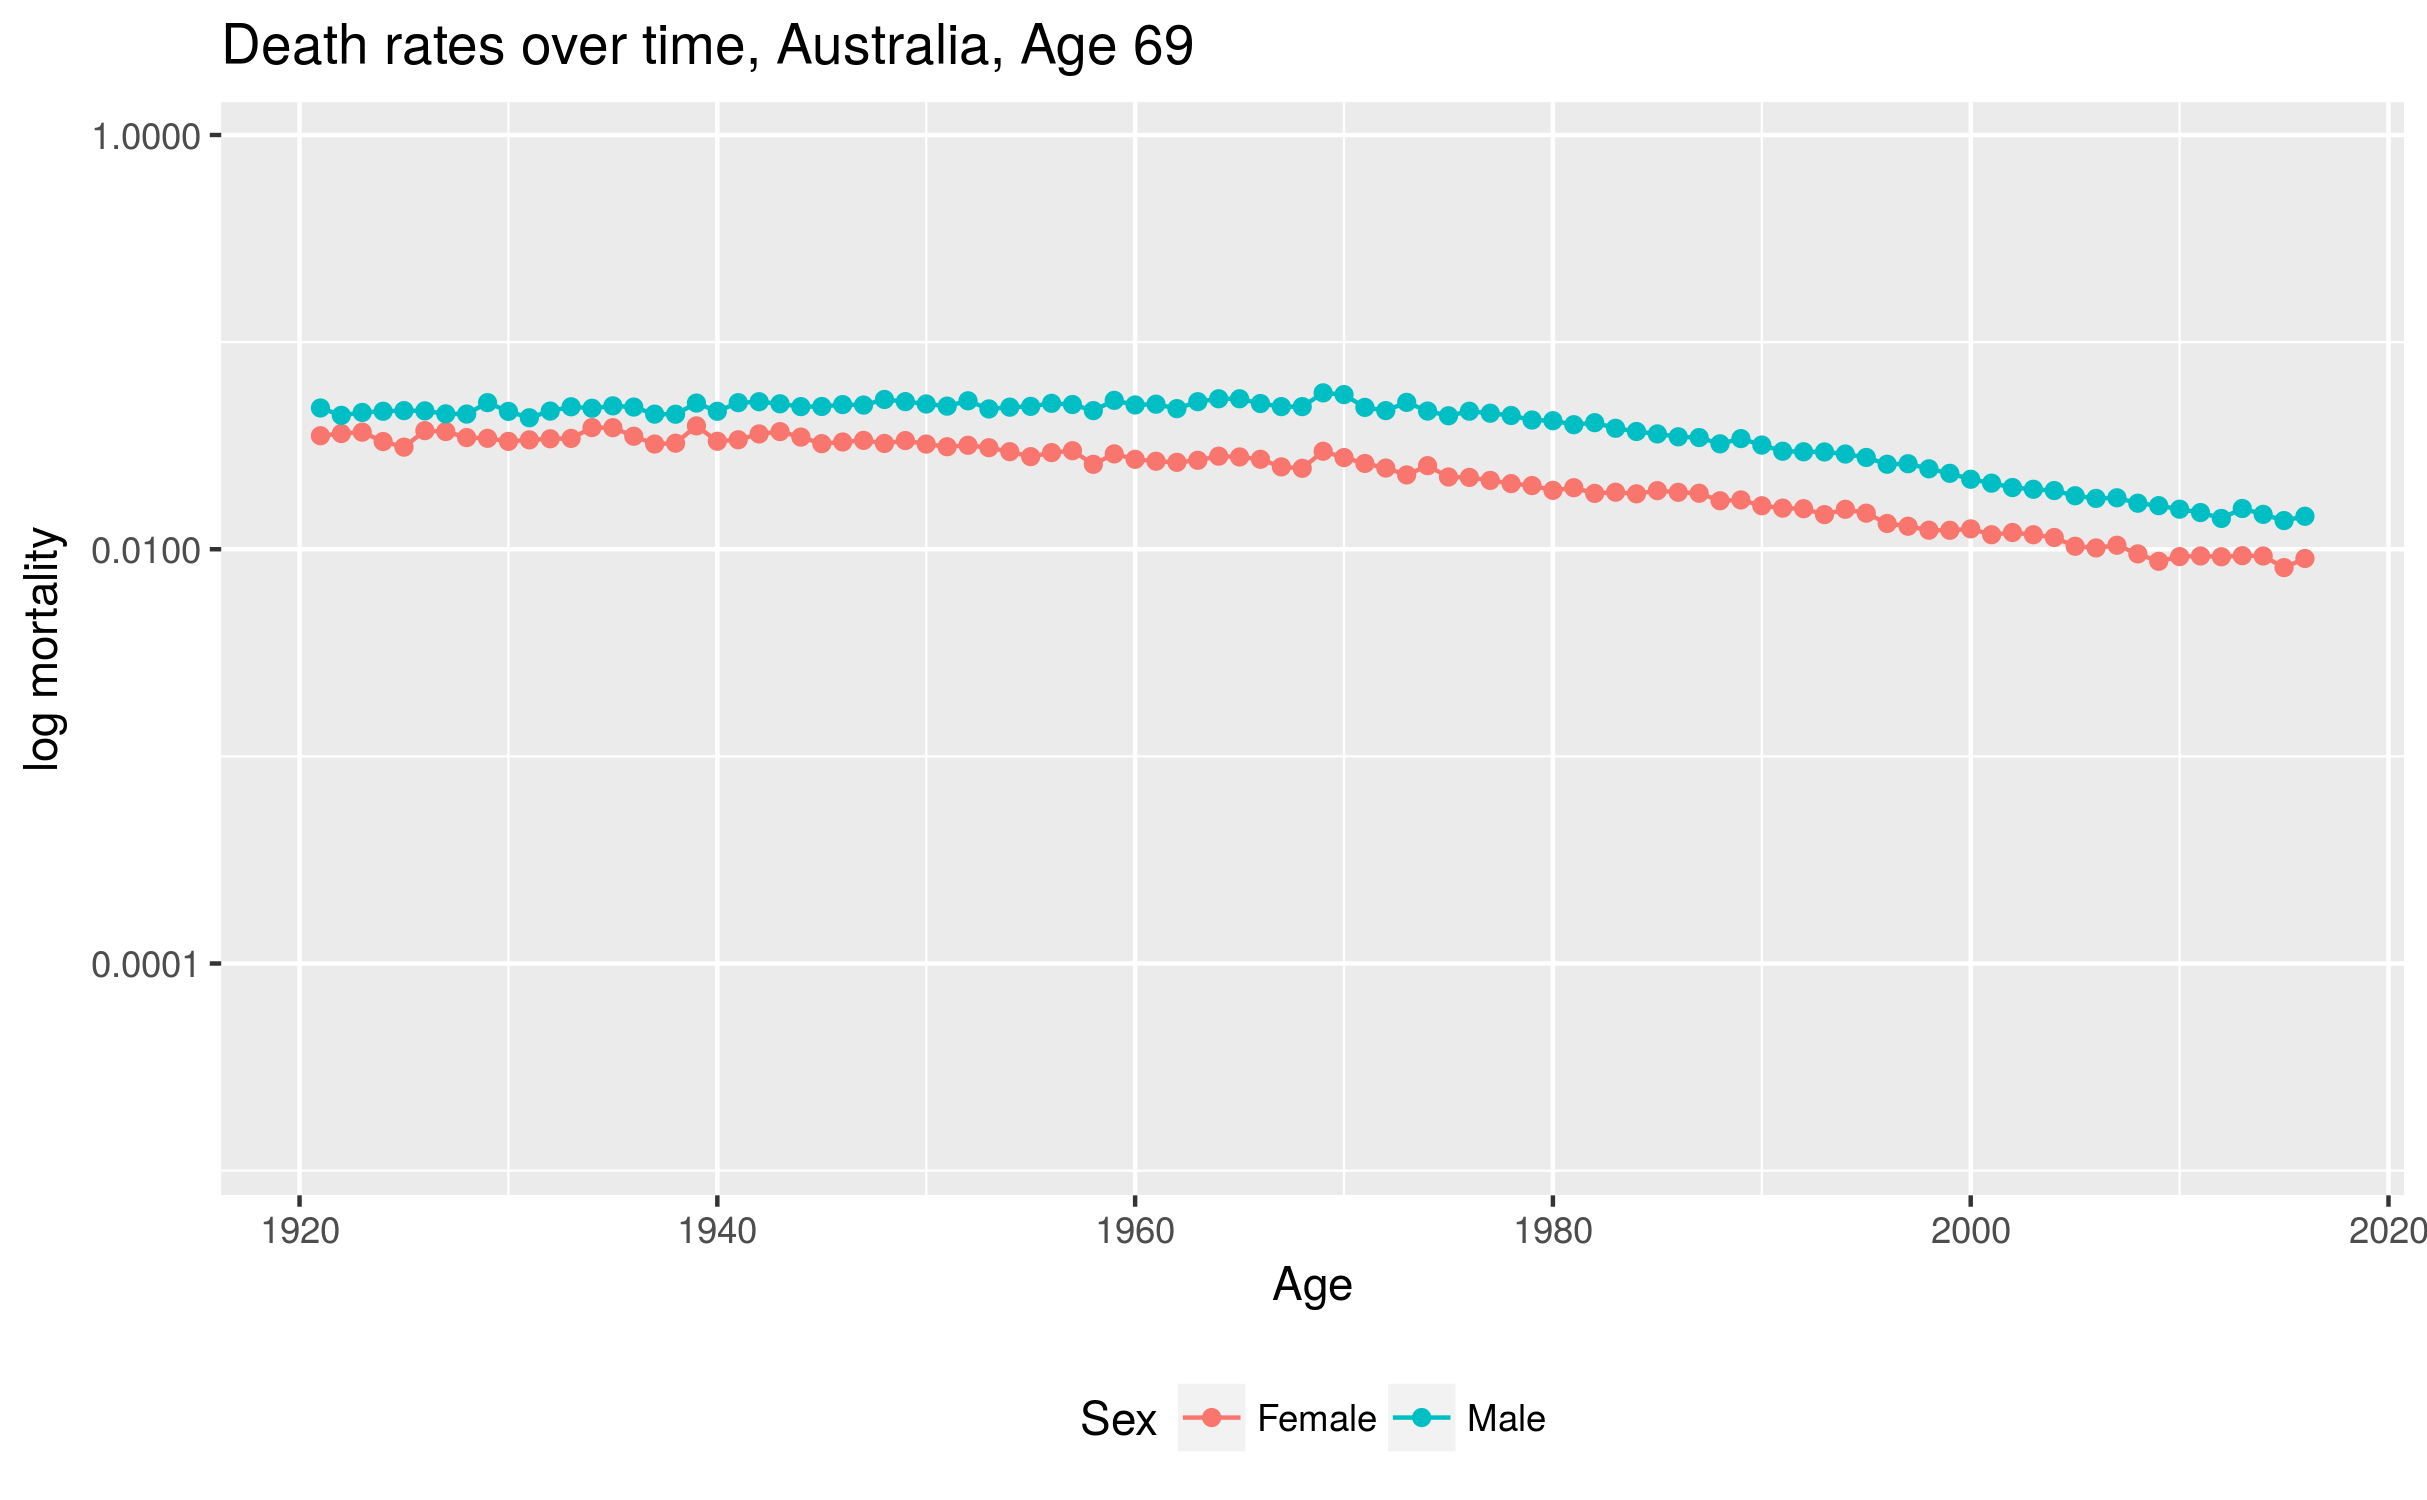 Death rates over time, Australia, Age 69
1.0000
0.0100
0.0001
log mortality
1920 1940 1960 1980 2000 2020
Age
Sex Female Male